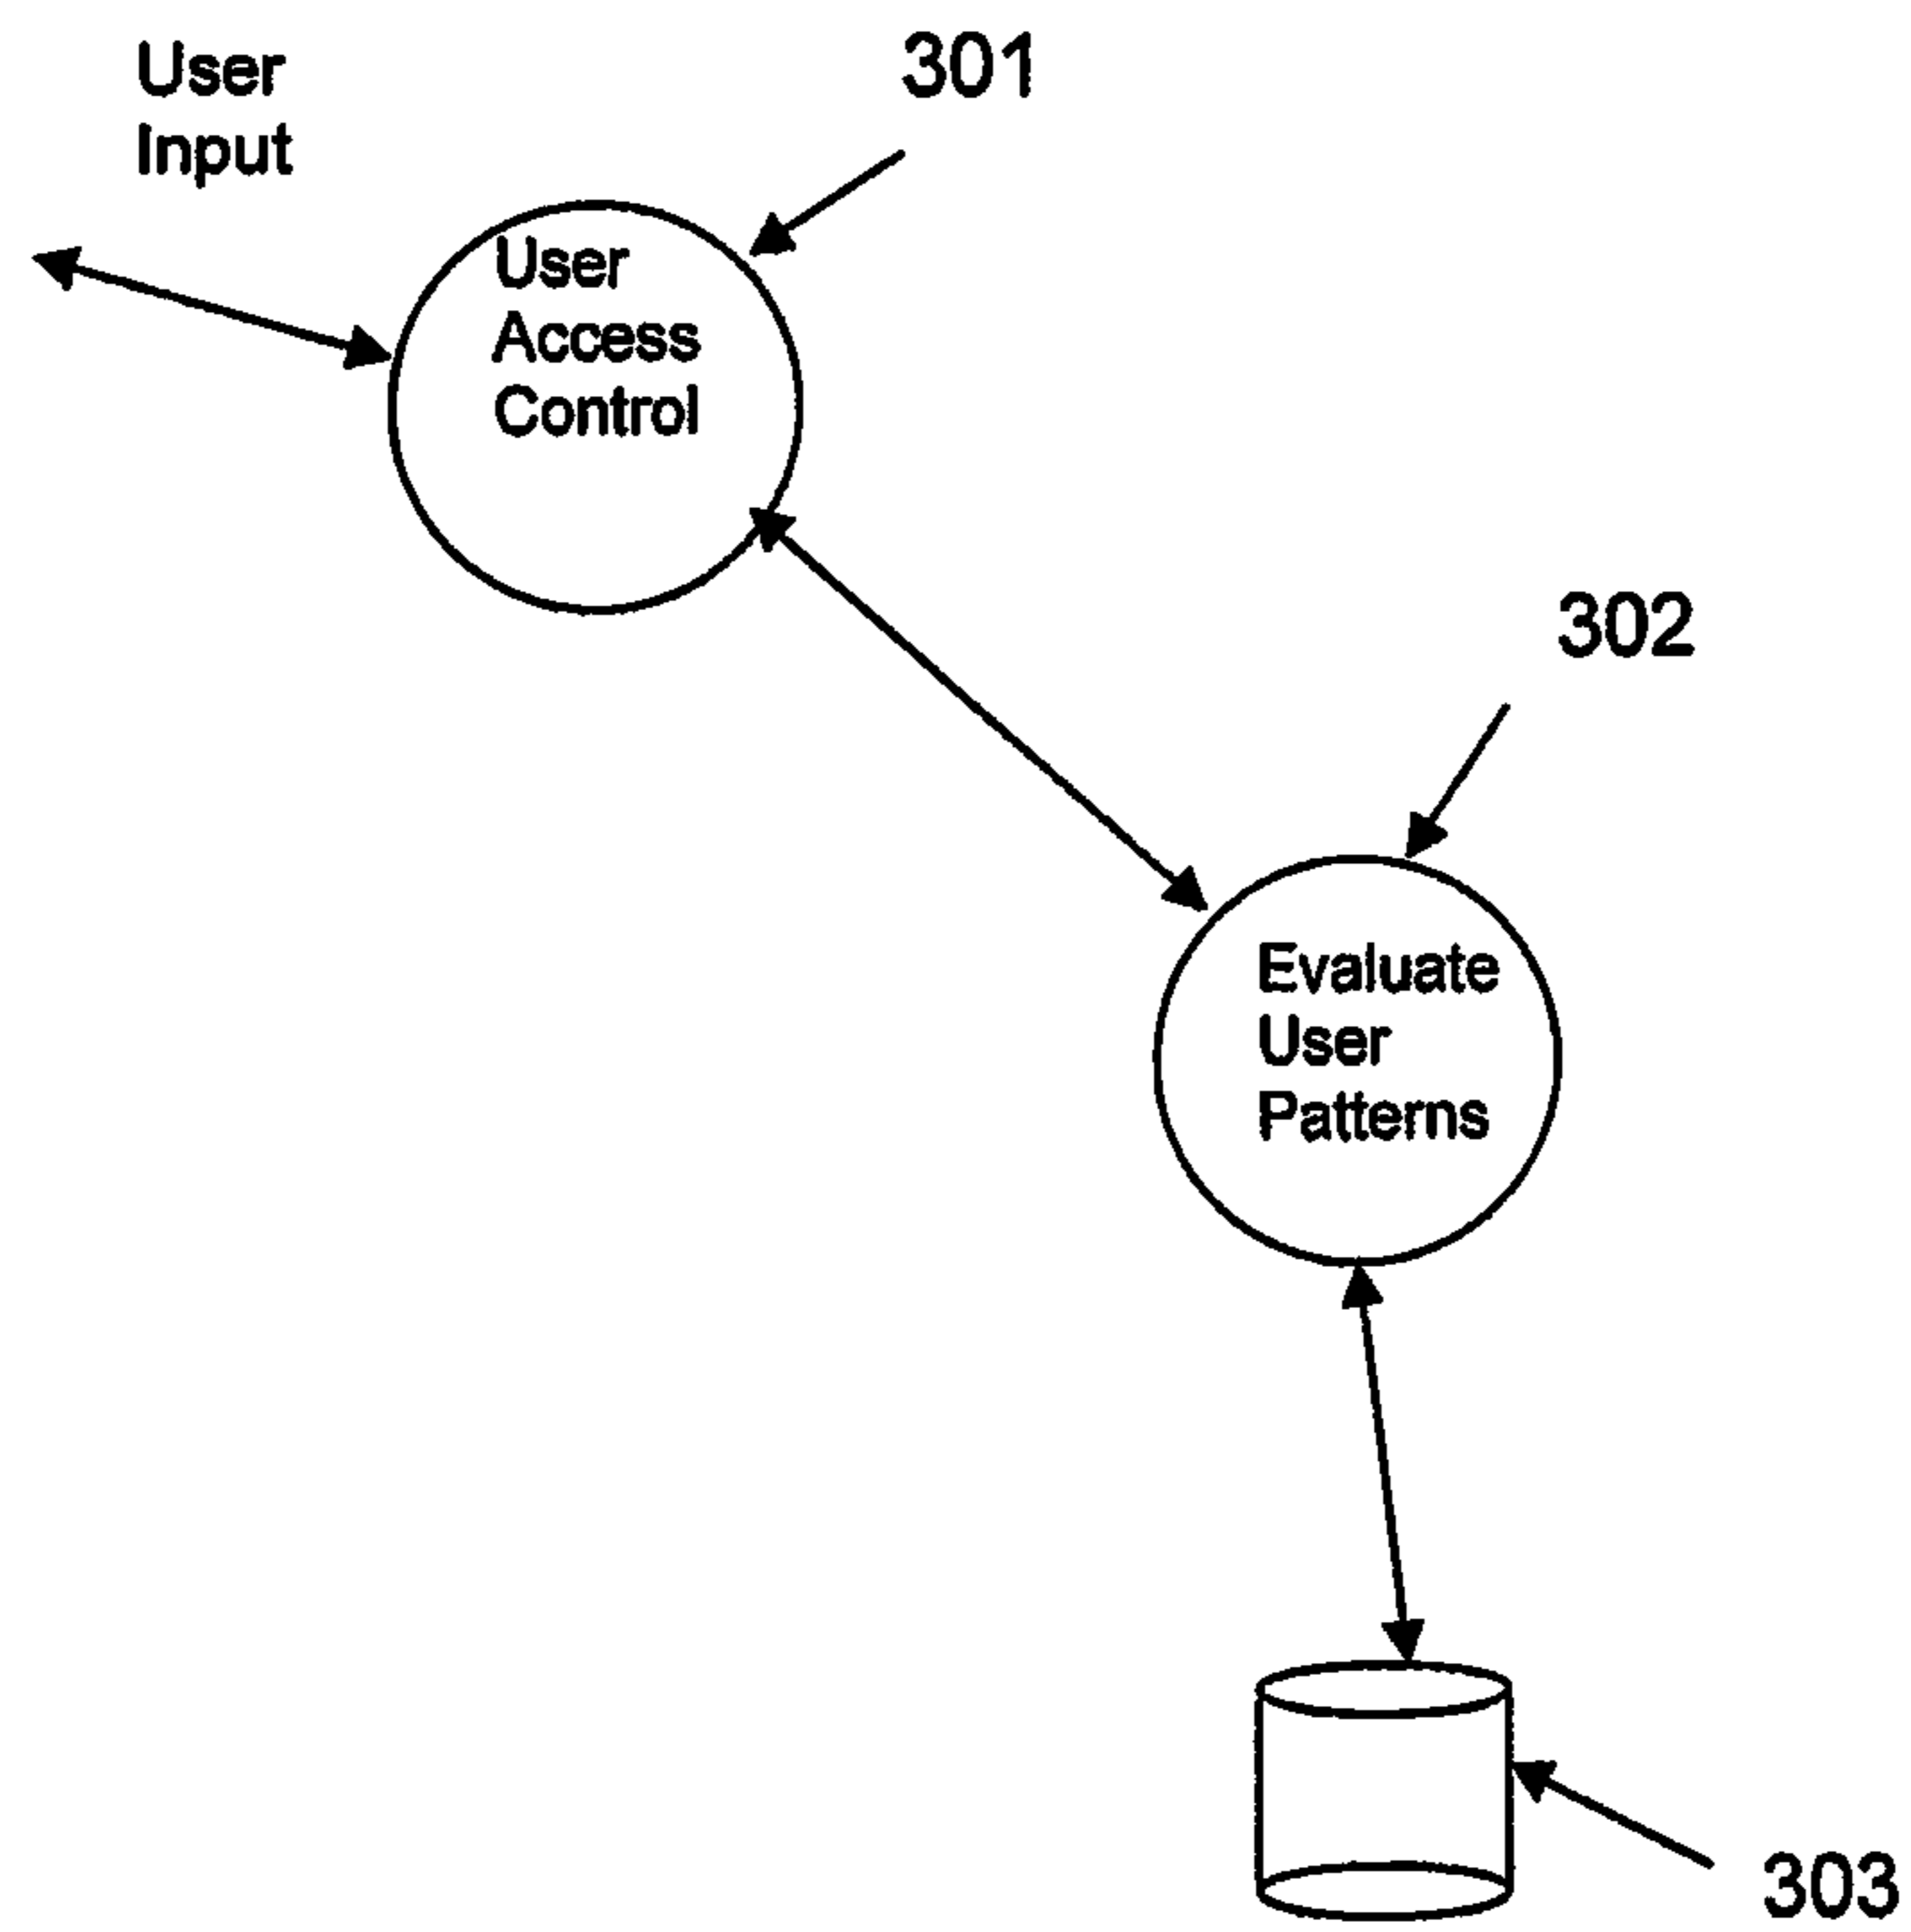 User
Input
301
User
Access
Control
302
Evaluate
User
Patterns
303